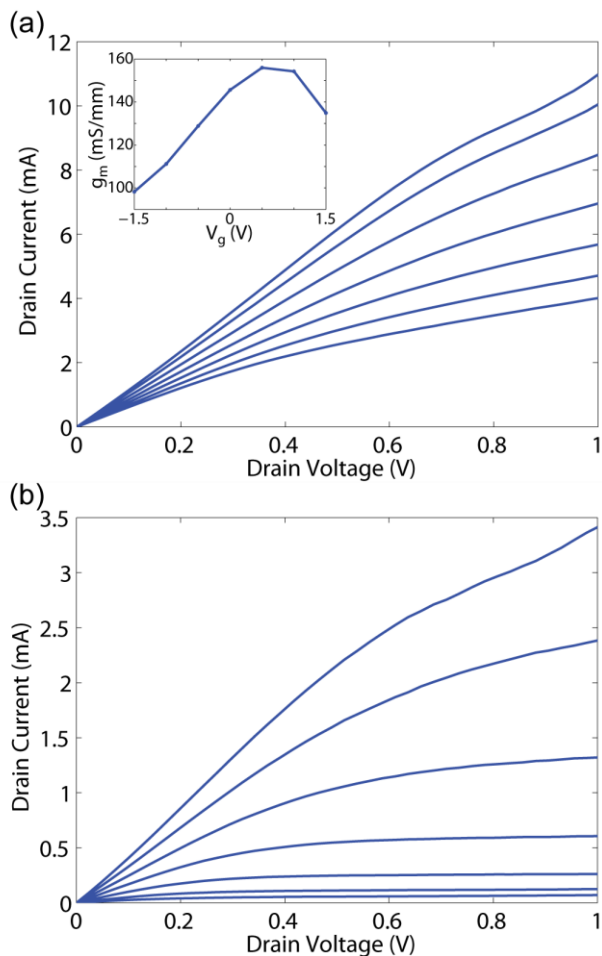 (a)
12
10
8
6
4
2
0
Drain Current (mA)
160
140
120
100
g_m (mS/mm)
−1.5 0 1.5
V_g (V)
0 0.2 0.4 0.6 0.8 1
Drain Voltage (V)
(b)
3.5
3
2.5
2
1.5
1
0.5
0
Drain Current (mA)
0 0.2 0.4 0.6 0.8 1
Drain Voltage (V)